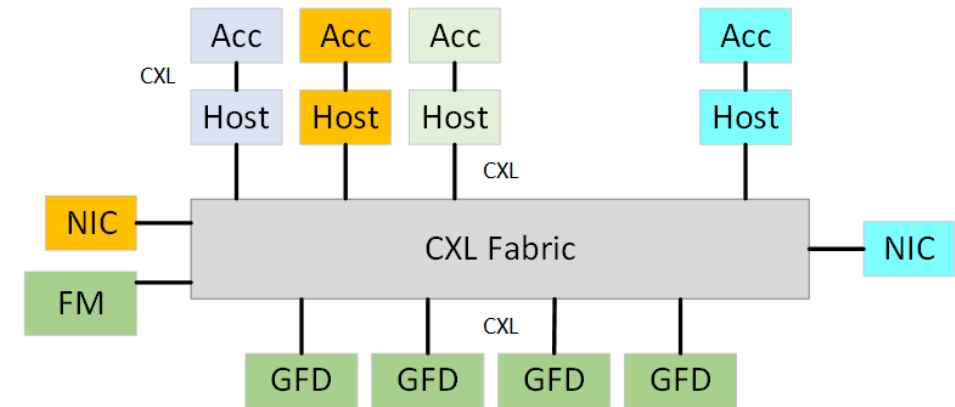 Acc Acc Acc Acc
CXL
Host Host Host Host
CXL
NIC
CXL Fabric
NIC
FM
CXL
GFD GFD GFD GFD